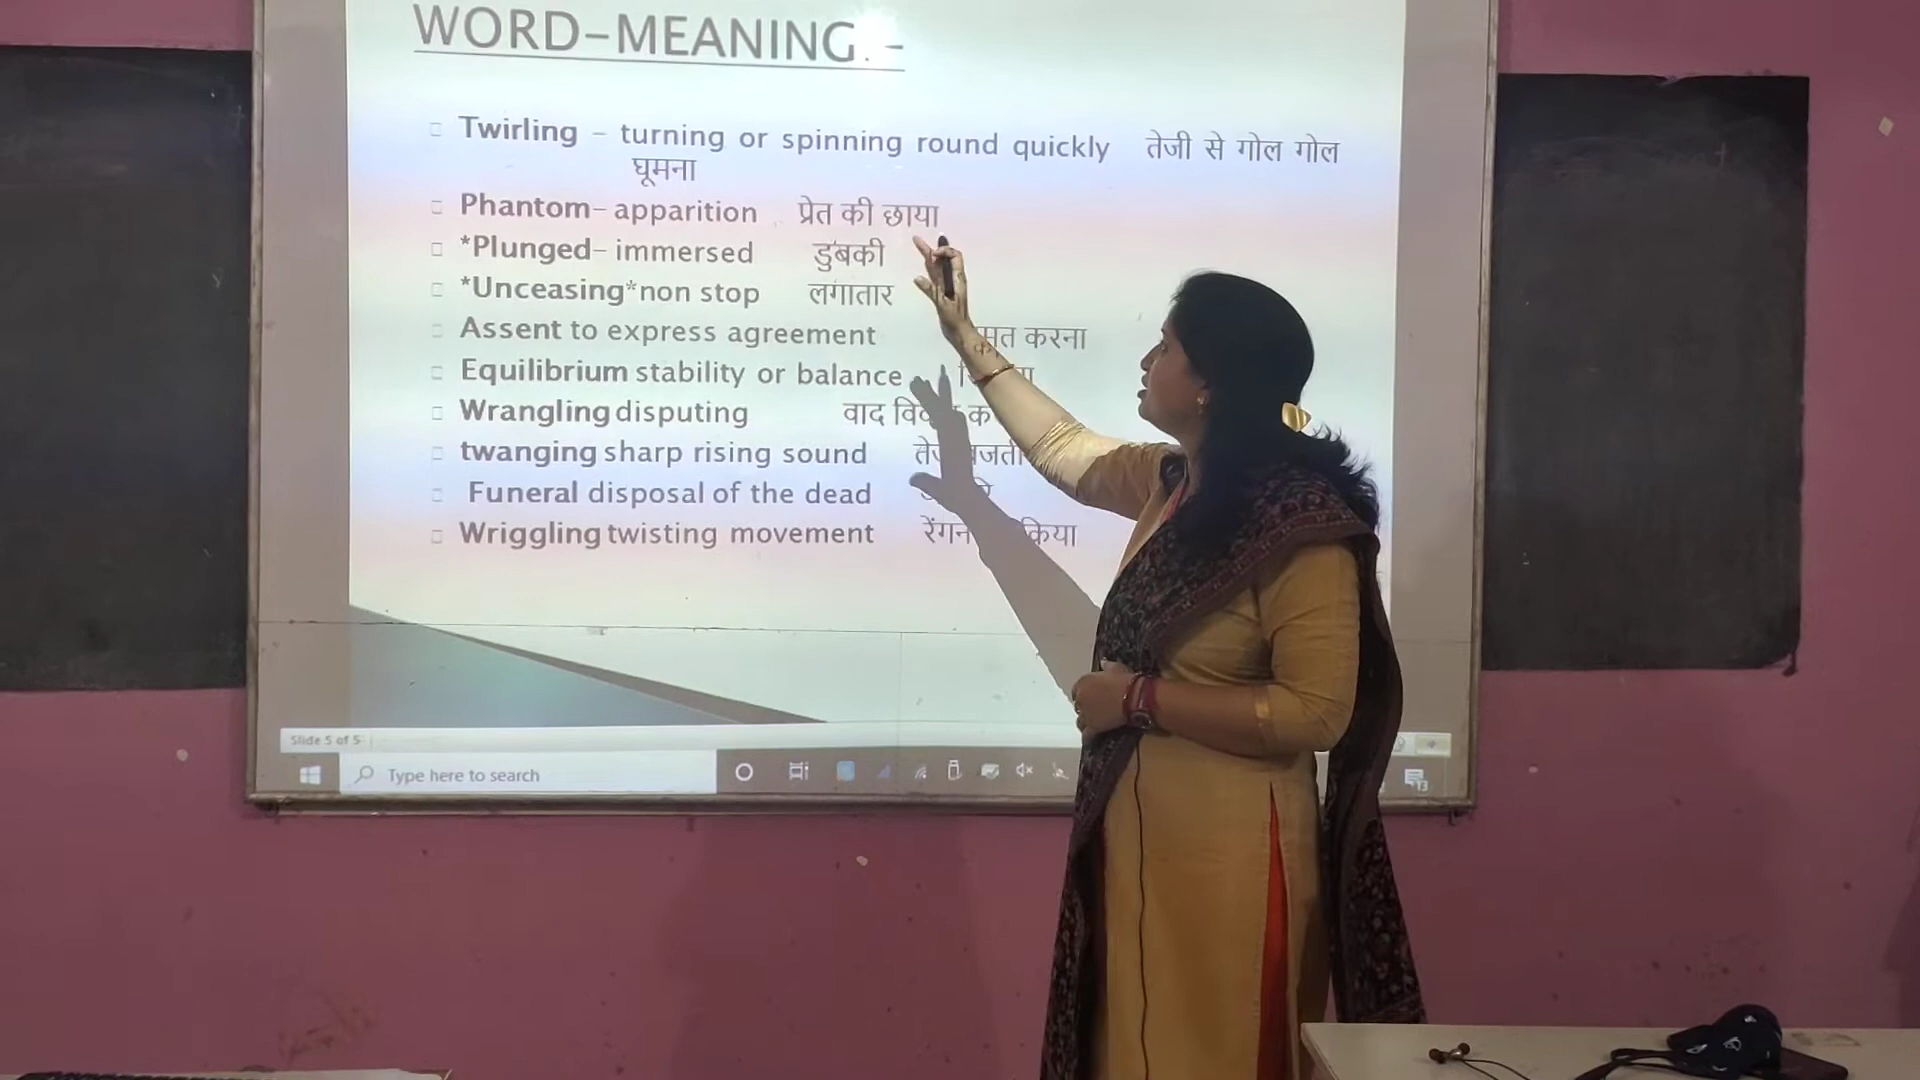 WORD-MEANING.-
Twirling – turning or spinning round quickly तेजी से गोल गोल
घूमना
Phantom– apparition प्रेत की छाया
*Plunged– immersed डुबकी
*Unceasing*non stop लगातार
Assent to express agreement करना
Equilibrium stability or balance
Wrangling disputing वाद
twanging sharp rising sound
Funeral disposal of the dead
Wriggling twisting movement
Slide 5 of 5
Type here to search
13